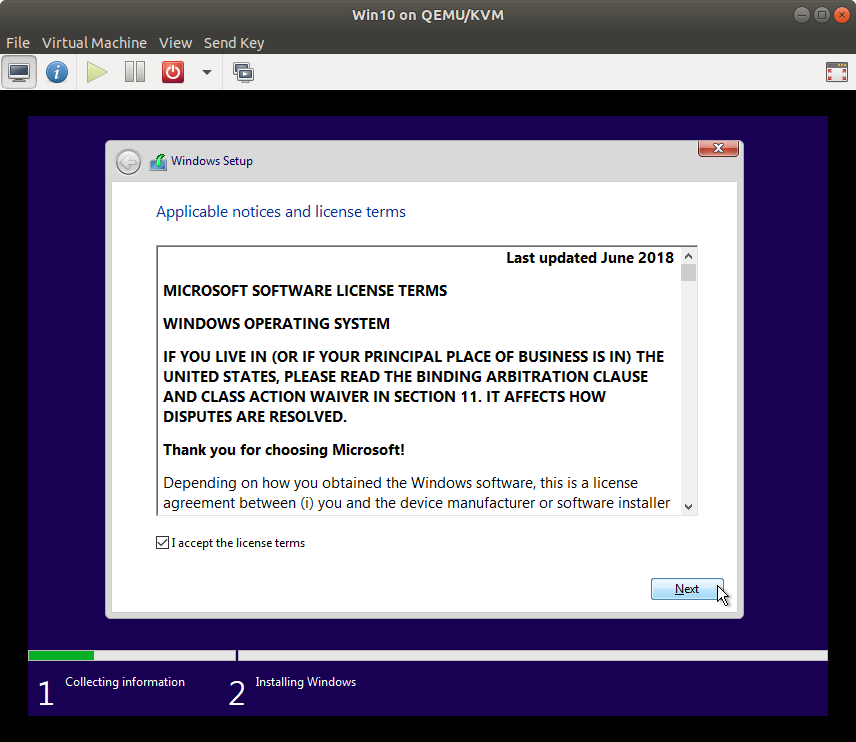 Win10 on QEMU/KVM
File Virtual Machine View Send Key
Windows Setup
Applicable notices and license terms
Last updated June 2018
MICROSOFT SOFTWARE LICENSE TERMS
WINDOWS OPERATING SYSTEM
IF YOU LIVE IN (OR IF YOUR PRINCIPAL PLACE OF BUSINESS IS IN) THE
UNITED STATES, PLEASE READ THE BINDING ARBITRATION CLAUSE
AND CLASS ACTION WAIVER IN SECTION 11. IT AFFECTS HOW
DISPUTES ARE RESOLVED.
Thank you for choosing Microsoft!
Depending on how you obtained the Windows software, this is a license
agreement between (i) you and the device manufacturer or software installer
I accept the license terms
Next
1 Collecting information
2 Installing Windows